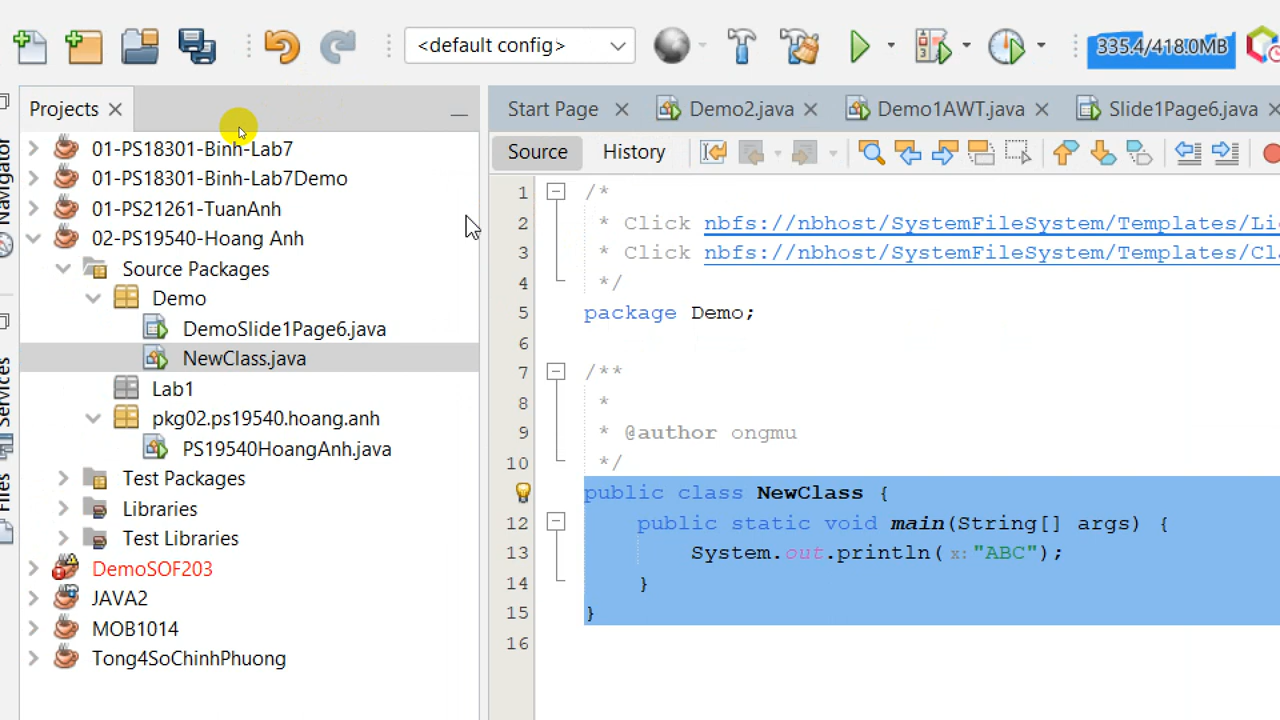 <default config>
335.4/418.0MB
Projects
Start Page
Demo2.java
Demo1AWT.java
Slide1Page6.java
Source
History
Navigator
Services
Files
01-PS18301-Binh-Lab7
01-PS18301-Binh-Lab7Demo
01-PS21261-TuanAnh
02-PS19540-Hoang Anh
Source Packages
Demo
DemoSlide1Page6.java
NewClass.java
Lab1
pkg02.ps19540.hoang.anh
PS19540HoangAnh.java
Test Packages
Libraries
Test Libraries
DemoSOF203
JAVA2
MOB1014
Tong4SoChinhPhuong
1 /*
2 * Click nbfs://nbhost/SystemFileSystem/Templates/Li
3 * Click nbfs://nbhost/SystemFileSystem/Templates/Cl
4 */
5 package Demo;
6
7 /**
8 *
9 * @author ongmu
10 */
public class NewClass {
12 public static void main(String[] args) {
13 System.out.println( x: "ABC");
14 }
15 }
16